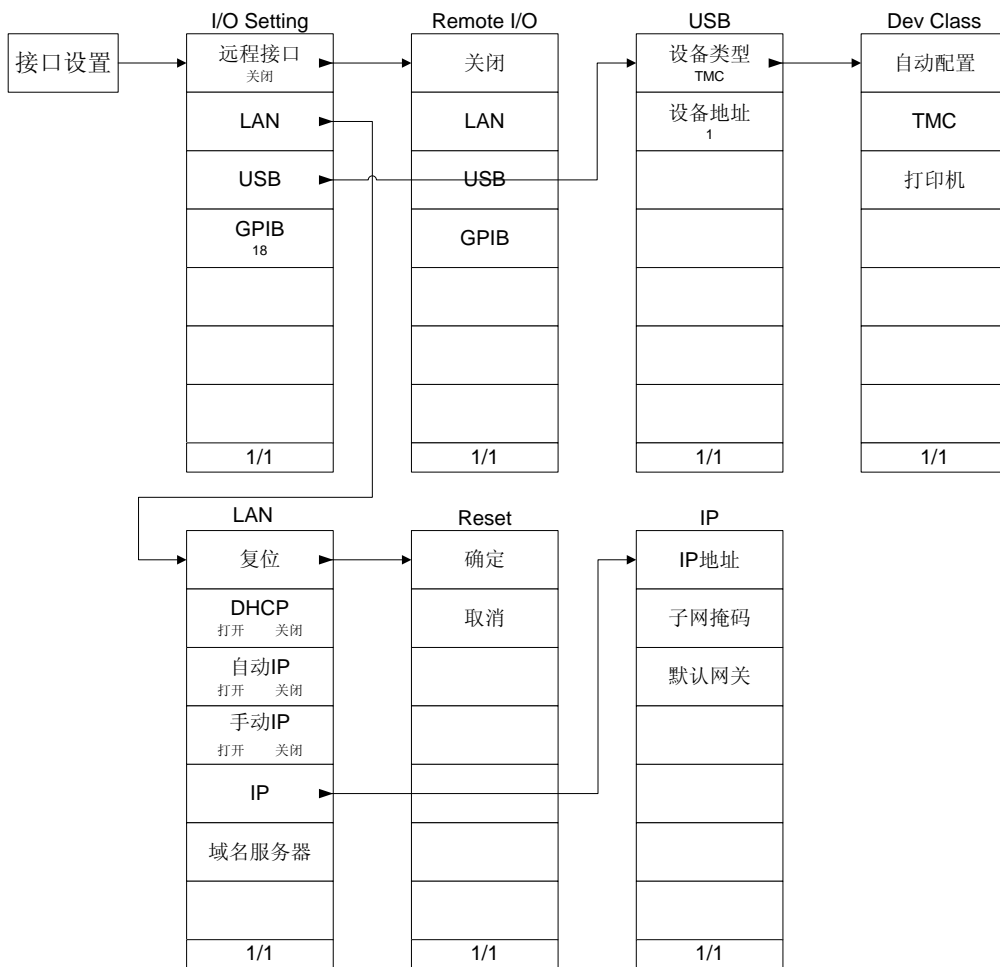 接口设置
I/O Setting
远程接口
关闭
LAN
USB
GPIB
18
1/1
Remote I/O
关闭
LAN
USB
GPIB
1/1
USB
设备类型
TMC
设备地址
1
1/1
Dev Class
自动配置
TMC
打印机
1/1
LAN
复位
DHCP
打开 关闭
自动IP
打开 关闭
手动IP
打开 关闭
IP
域名服务器
1/1
Reset
确定
取消
1/1
IP
IP地址
子网掩码
默认网关
1/1